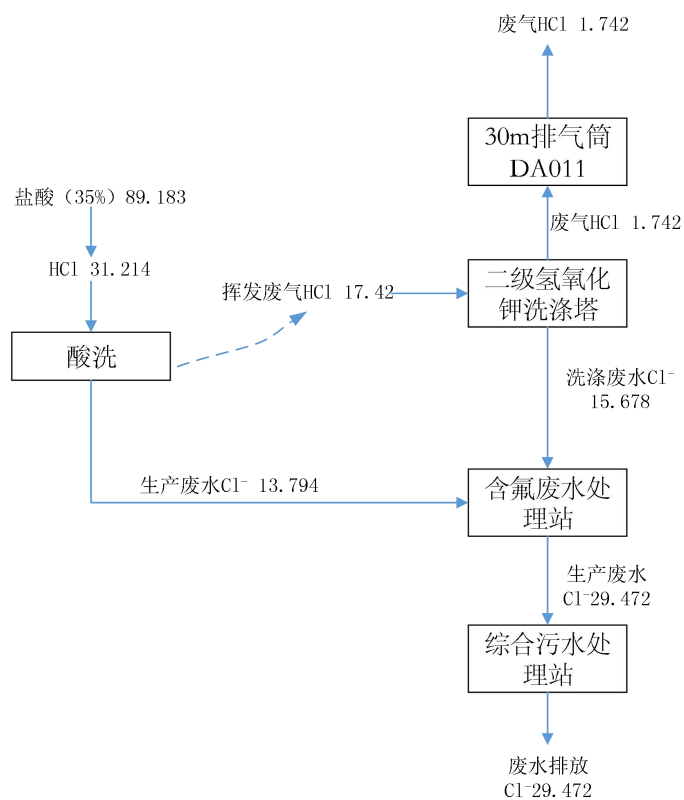 废气HCl 1.742
30m排气筒
DA011
盐酸（35%）89.183
废气HCl 1.742
HCl 31.214
二级氢氧化
钾洗涤塔
挥发废气HCl 17.42
酸洗
洗涤废水Cl⁻
15.678
生产废水Cl⁻ 13.794
含氟废水处
理站
生产废水
Cl⁻29.472
综合污水处
理站
废水排放
Cl⁻29.472